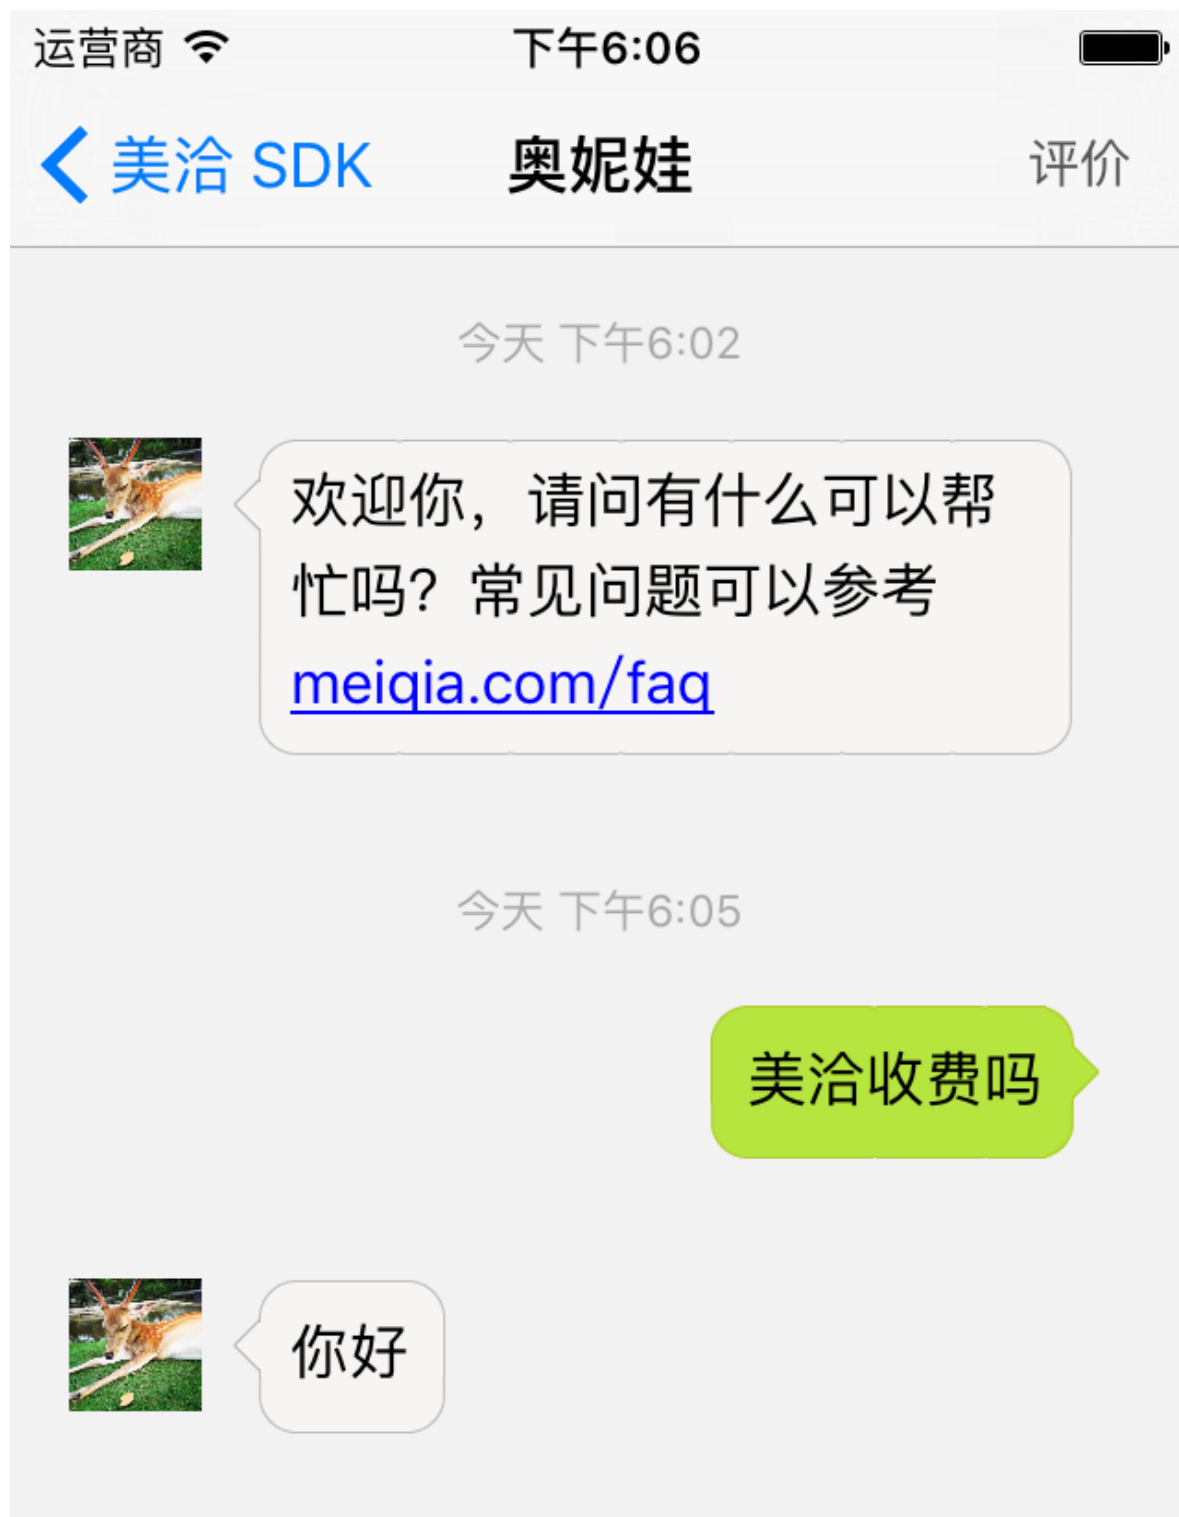 运营商 下午6:06
美洽 SDK 奥妮娃 评价
今天 下午6:02
欢迎你，请问有什么可以帮
忙吗？常见问题可以参考
meiqia.com/faq
今天 下午6:05
美洽收费吗
你好